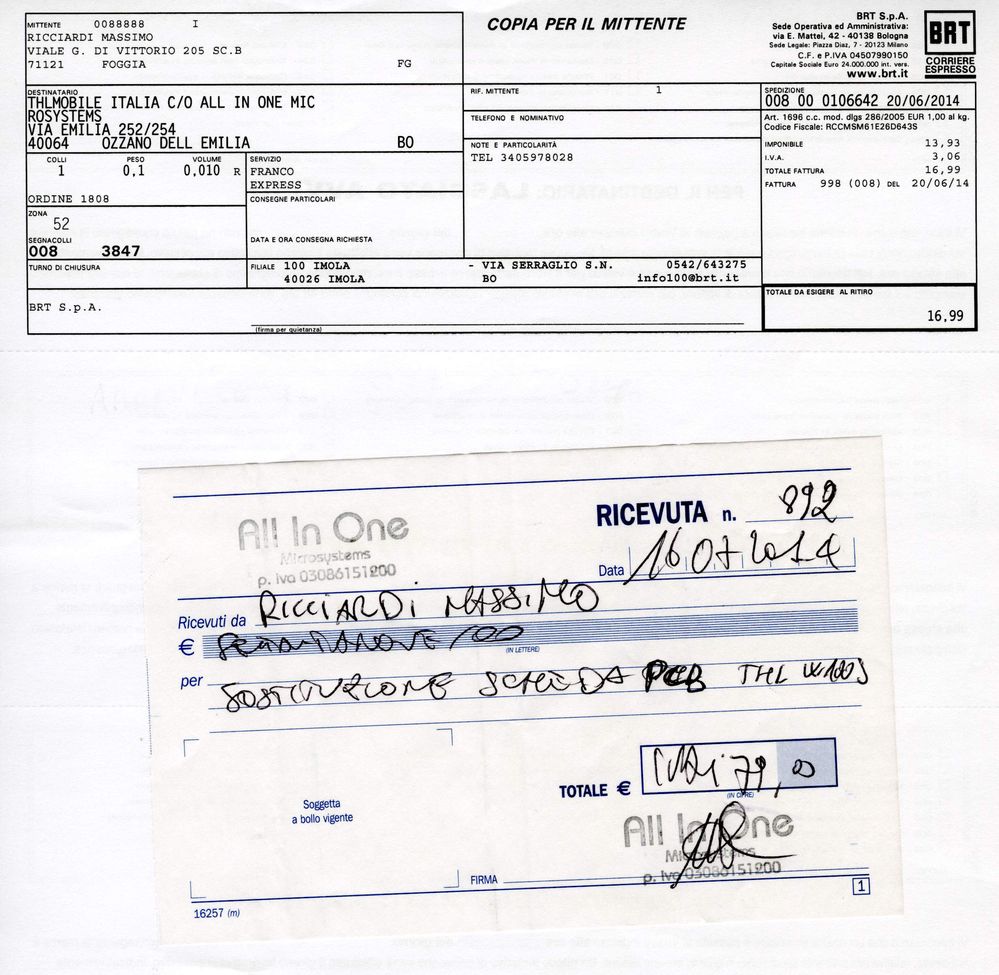 MITTENTE 0088888 I
RICCIARDI MASSIMO
VIALE G. DI VITTORIO 205 SC.B
71121 FOGGIA FG
COPIA PER IL MITTENTE
BRT S.p.A.
Sede Operativa ed Amministrativa:
via E. Mattei, 42 - 40138 Bologna
Sede Legale: Piazza Diaz, 7 - 20123 Milano
C.F. e P.IVA 04507990150
Capitale Sociale Euro 24.000.000 int. vers.
www.brt.it
BRT
CORRIERE
ESPRESSO
DESTINATARIO
THLMOBILE ITALIA C/O ALL IN ONE MIC
ROSYSTEMS
VIA EMILIA 252/254
40064 OZZANO DELL EMILIA BO
RIF. MITTENTE 1
TELEFONO E NOMINATIVO
NOTE E PARTICOLARITÀ
TEL 3405978028
SPEDIZIONE
008 00 0106642 20/06/2014
Art. 1696 c.c. mod. dlgs 286/2005 EUR 1,00 al kg.
Codice Fiscale: RCCMSM61E26D643S
IMPONIBILE 13,93
I.V.A. 3,06
TOTALE FATTURA 16,99
FATTURA 998 (008) DEL 20/06/14
COLLI PESO VOLUME
1 0,1 0,010 R
SERVIZIO
FRANCO
EXPRESS
ORDINE 1808
CONSEGNE PARTICOLARI
ZONA
52
SEGNACOLLI
008 3847
DATA E ORA CONSEGNA RICHIESTA
TURNO DI CHIUSURA
FILIALE 100 IMOLA - VIA SERRAGLIO S.N. 0542/643275
40026 IMOLA BO info100@brt.it
TOTALE DA ESIGERE AL RITIRO
16,99
BRT S.p.A.
(firma per quietanza)
All In One
Microsystems
p. iva 03086151200
RICEVUTA n. 892
Data 16 07 2014
Ricevuti da RICCIARDI MASSIMO
€ SETTANTANOVE/00
(IN LETTERE)
per SOSTITUZIONE SCHEDA PCB THL W100S
TOTALE € 79,00
(IN CIFRE)
Soggetta
a bollo vigente
All In One
Microsystems
p. iva 03086151200
FIRMA
1
16257 (m)